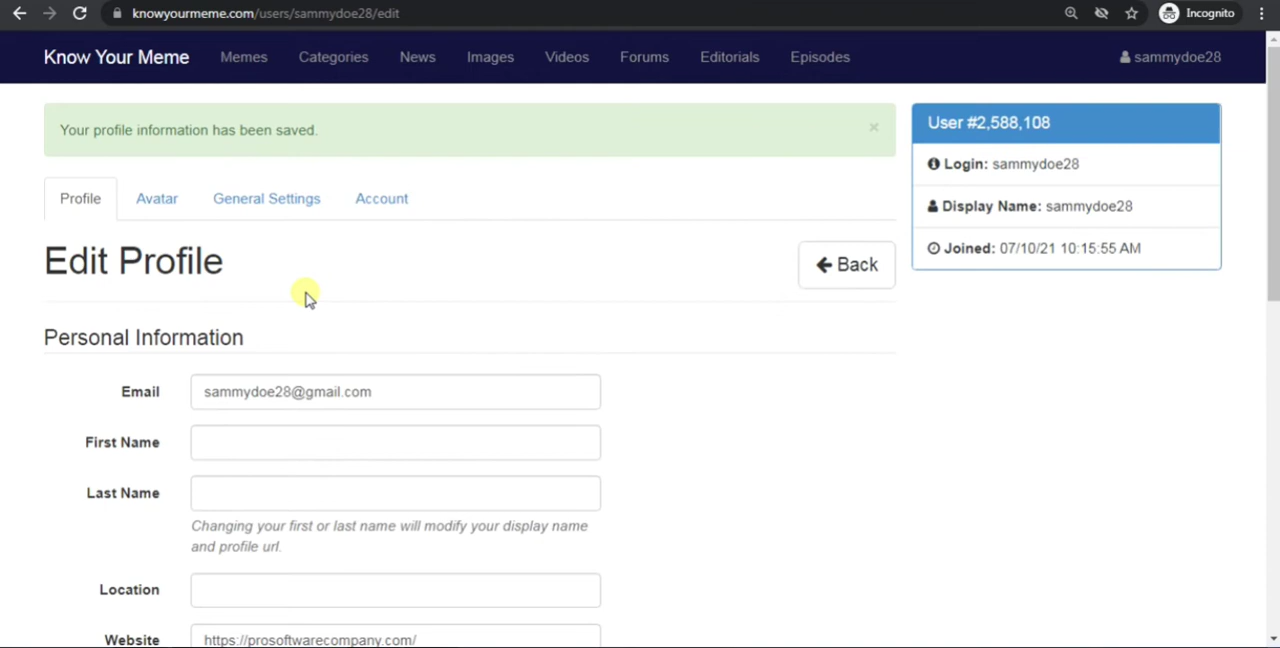 knowyourmeme.com/users/sammydoe28/edit
Incognito
Know Your Meme Memes Categories News Images Videos Forums Editorials Episodes sammydoe28
Your profile information has been saved. ×
User #2,588,108
Login: sammydoe28
Display Name: sammydoe28
Joined: 07/10/21 10:15:55 AM
Profile Avatar General Settings Account
Edit Profile
Back
Personal Information
Email sammydoe28@gmail.com
First Name
Last Name
Changing your first or last name will modify your display name
and profile url.
Location
Website https://prosoftwarecompany.com/